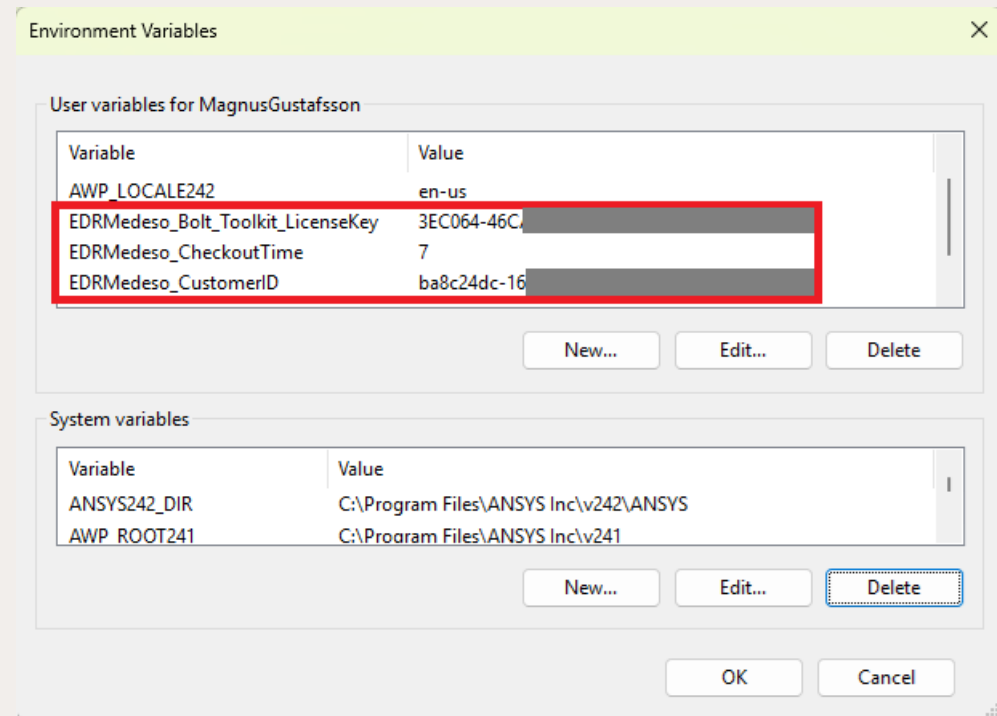 Environment Variables
User variables for MagnusGustafsson
Variable Value
AWP_LOCALE242 en-us
EDRMedeso_Bolt_Toolkit_LicenseKey 3EC064-46C
EDRMedeso_CheckoutTime 7
EDRMedeso_CustomerID ba8c24dc-16
New... Edit... Delete
System variables
Variable Value
ANSYS242_DIR C:\Program Files\ANSYS Inc\v242\ANSYS
AWP_ROOT241 C:\Program Files\ANSYS Inc\v241
New... Edit... Delete
OK Cancel